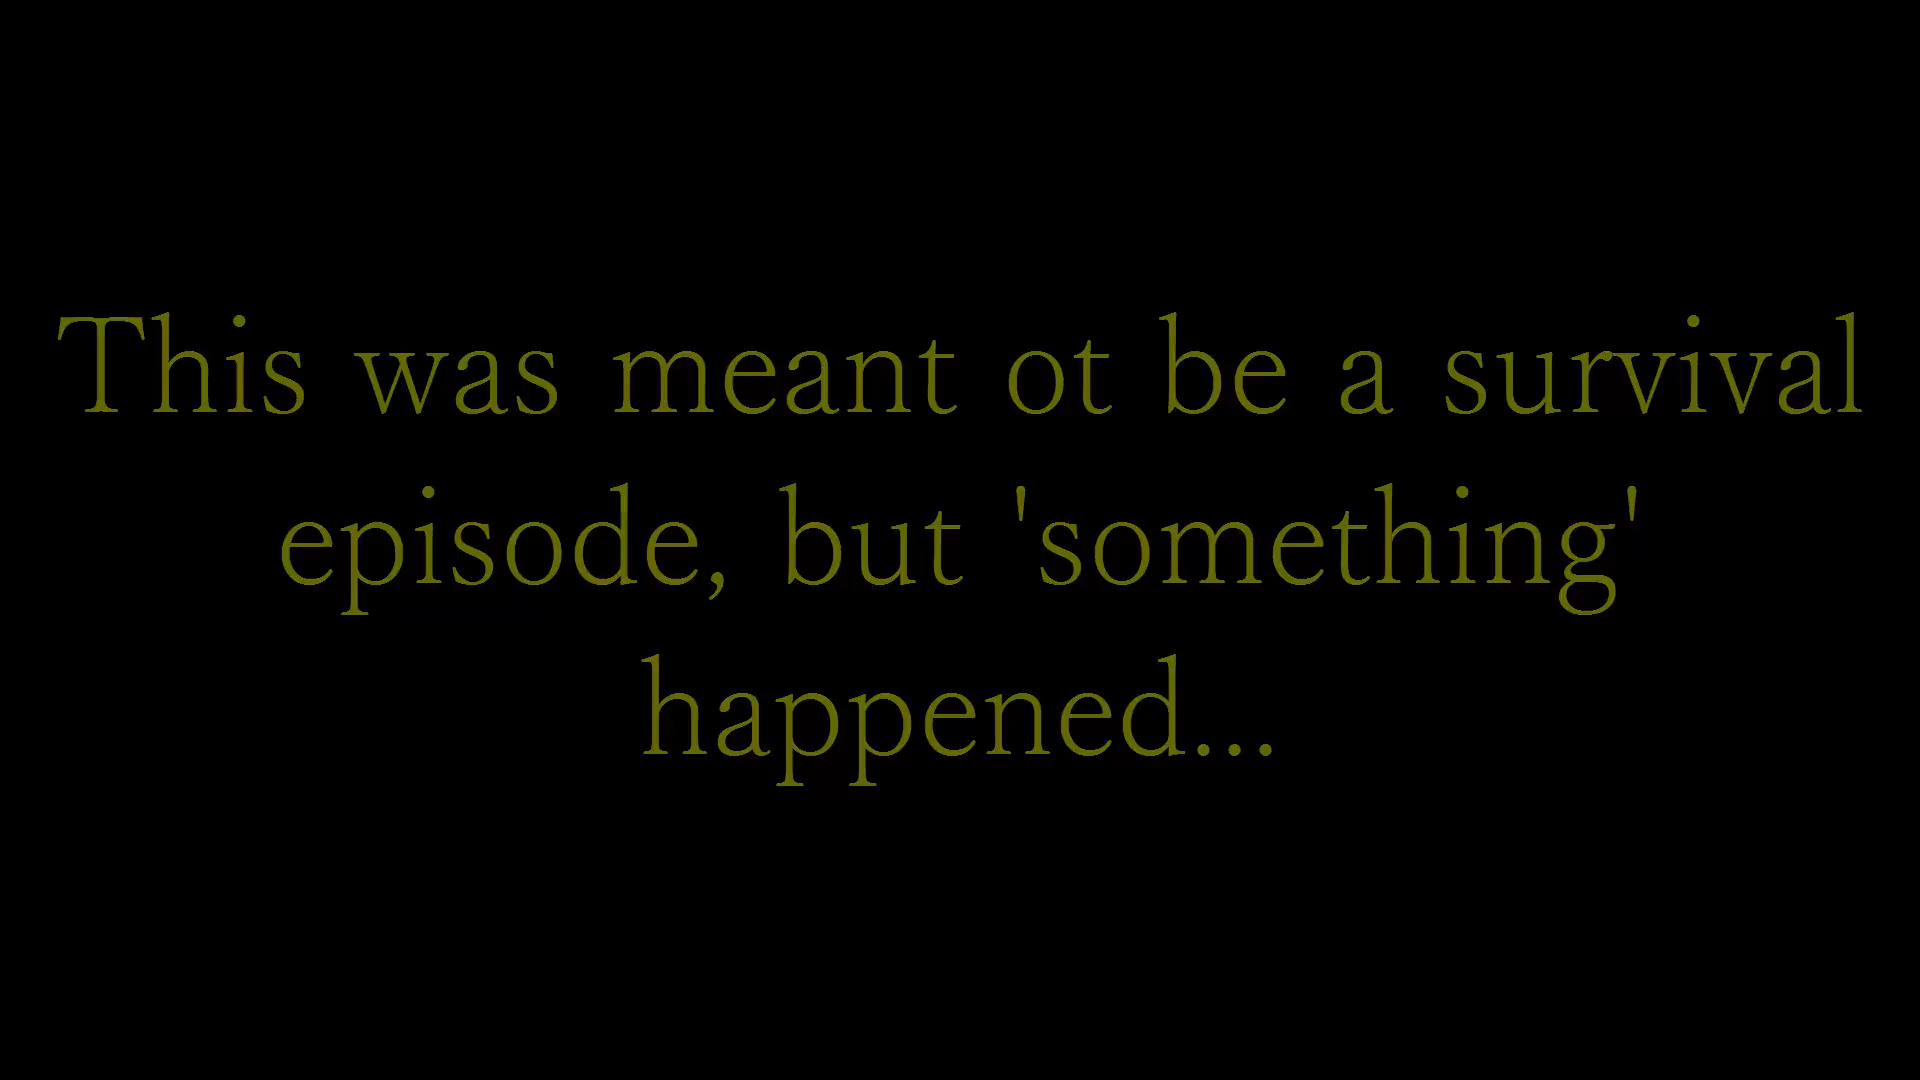 This was meant ot be a survival
episode, but 'something'
happened...